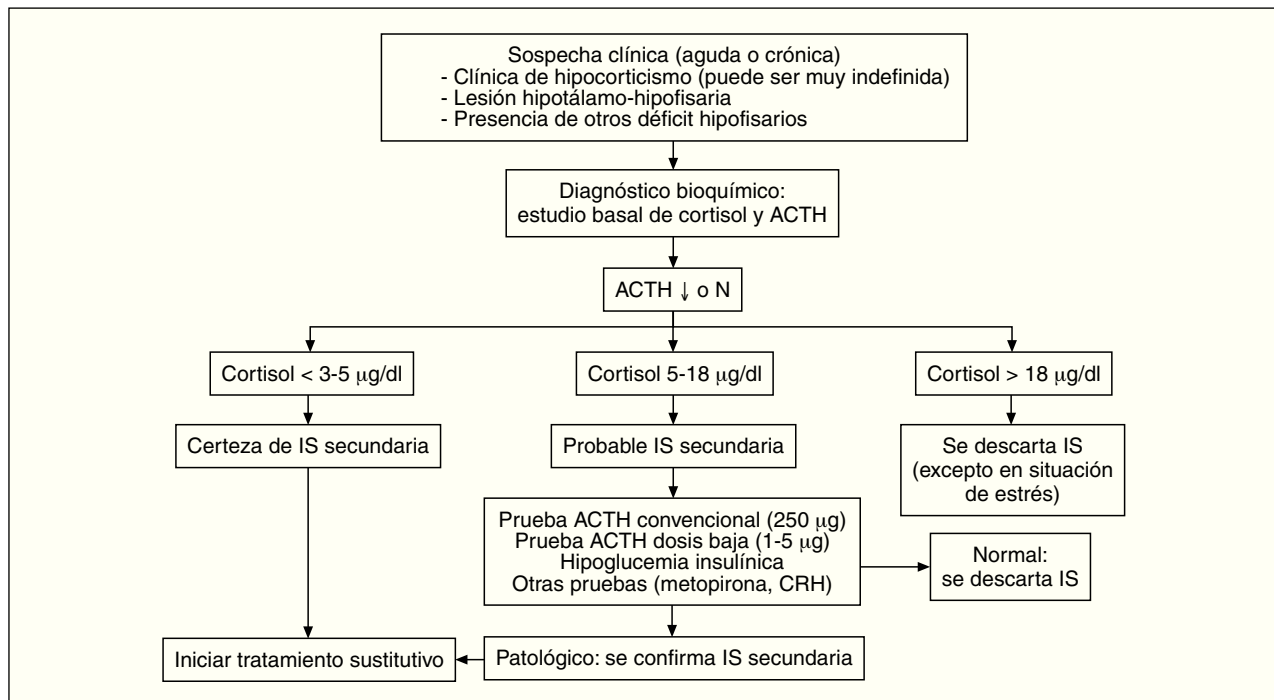 Sospecha clínica (aguda o crónica)
- Clínica de hipocorticismo (puede ser muy indefinida)
- Lesión hipotálamo-hipofisaria
- Presencia de otros déficit hipofisarios
Diagnóstico bioquímico:
estudio basal de cortisol y ACTH
ACTH ↓ o N
Cortisol < 3-5 µg/dl
Cortisol 5-18 µg/dl
Cortisol > 18 µg/dl
Certeza de IS secundaria
Probable IS secundaria
Se descarta IS
(excepto en situación
de estrés)
Prueba ACTH convencional (250 µg)
Prueba ACTH dosis baja (1-5 µg)
Hipoglucemia insulínica
Otras pruebas (metopirona, CRH)
Normal:
se descarta IS
Iniciar tratamiento sustitutivo
Patológico: se confirma IS secundaria